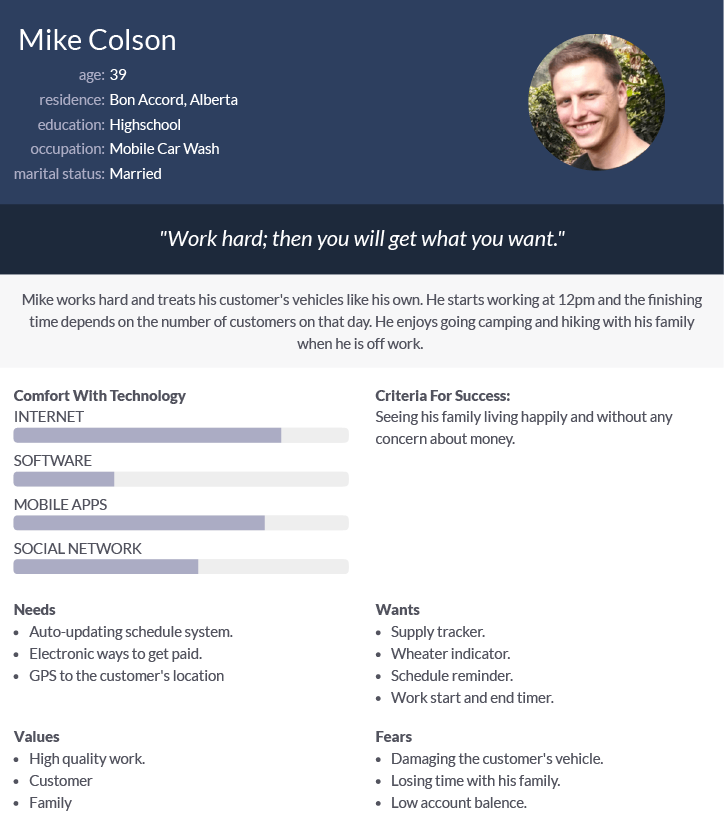 Mike Colson
age: 39
residence: Bon Accord, Alberta
education: Highschool
occupation: Mobile Car Wash
marital status: Married
"Work hard; then you will get what you want."
Mike works hard and treats his customer's vehicles like his own. He starts working at 12pm and the finishing
time depends on the number of customers on that day. He enjoys going camping and hiking with his family
when he is off work.
Comfort With Technology
INTERNET
SOFTWARE
MOBILE APPS
SOCIAL NETWORK
Criteria For Success:
Seeing his family living happily and without any
concern about money.
Needs
• Auto-updating schedule system.
• Electronic ways to get paid.
• GPS to the customer's location
Wants
• Supply tracker.
• Wheater indicator.
• Schedule reminder.
• Work start and end timer.
Values
• High quality work.
• Customer
• Family
Fears
• Damaging the customer's vehicle.
• Losing time with his family.
• Low account balence.